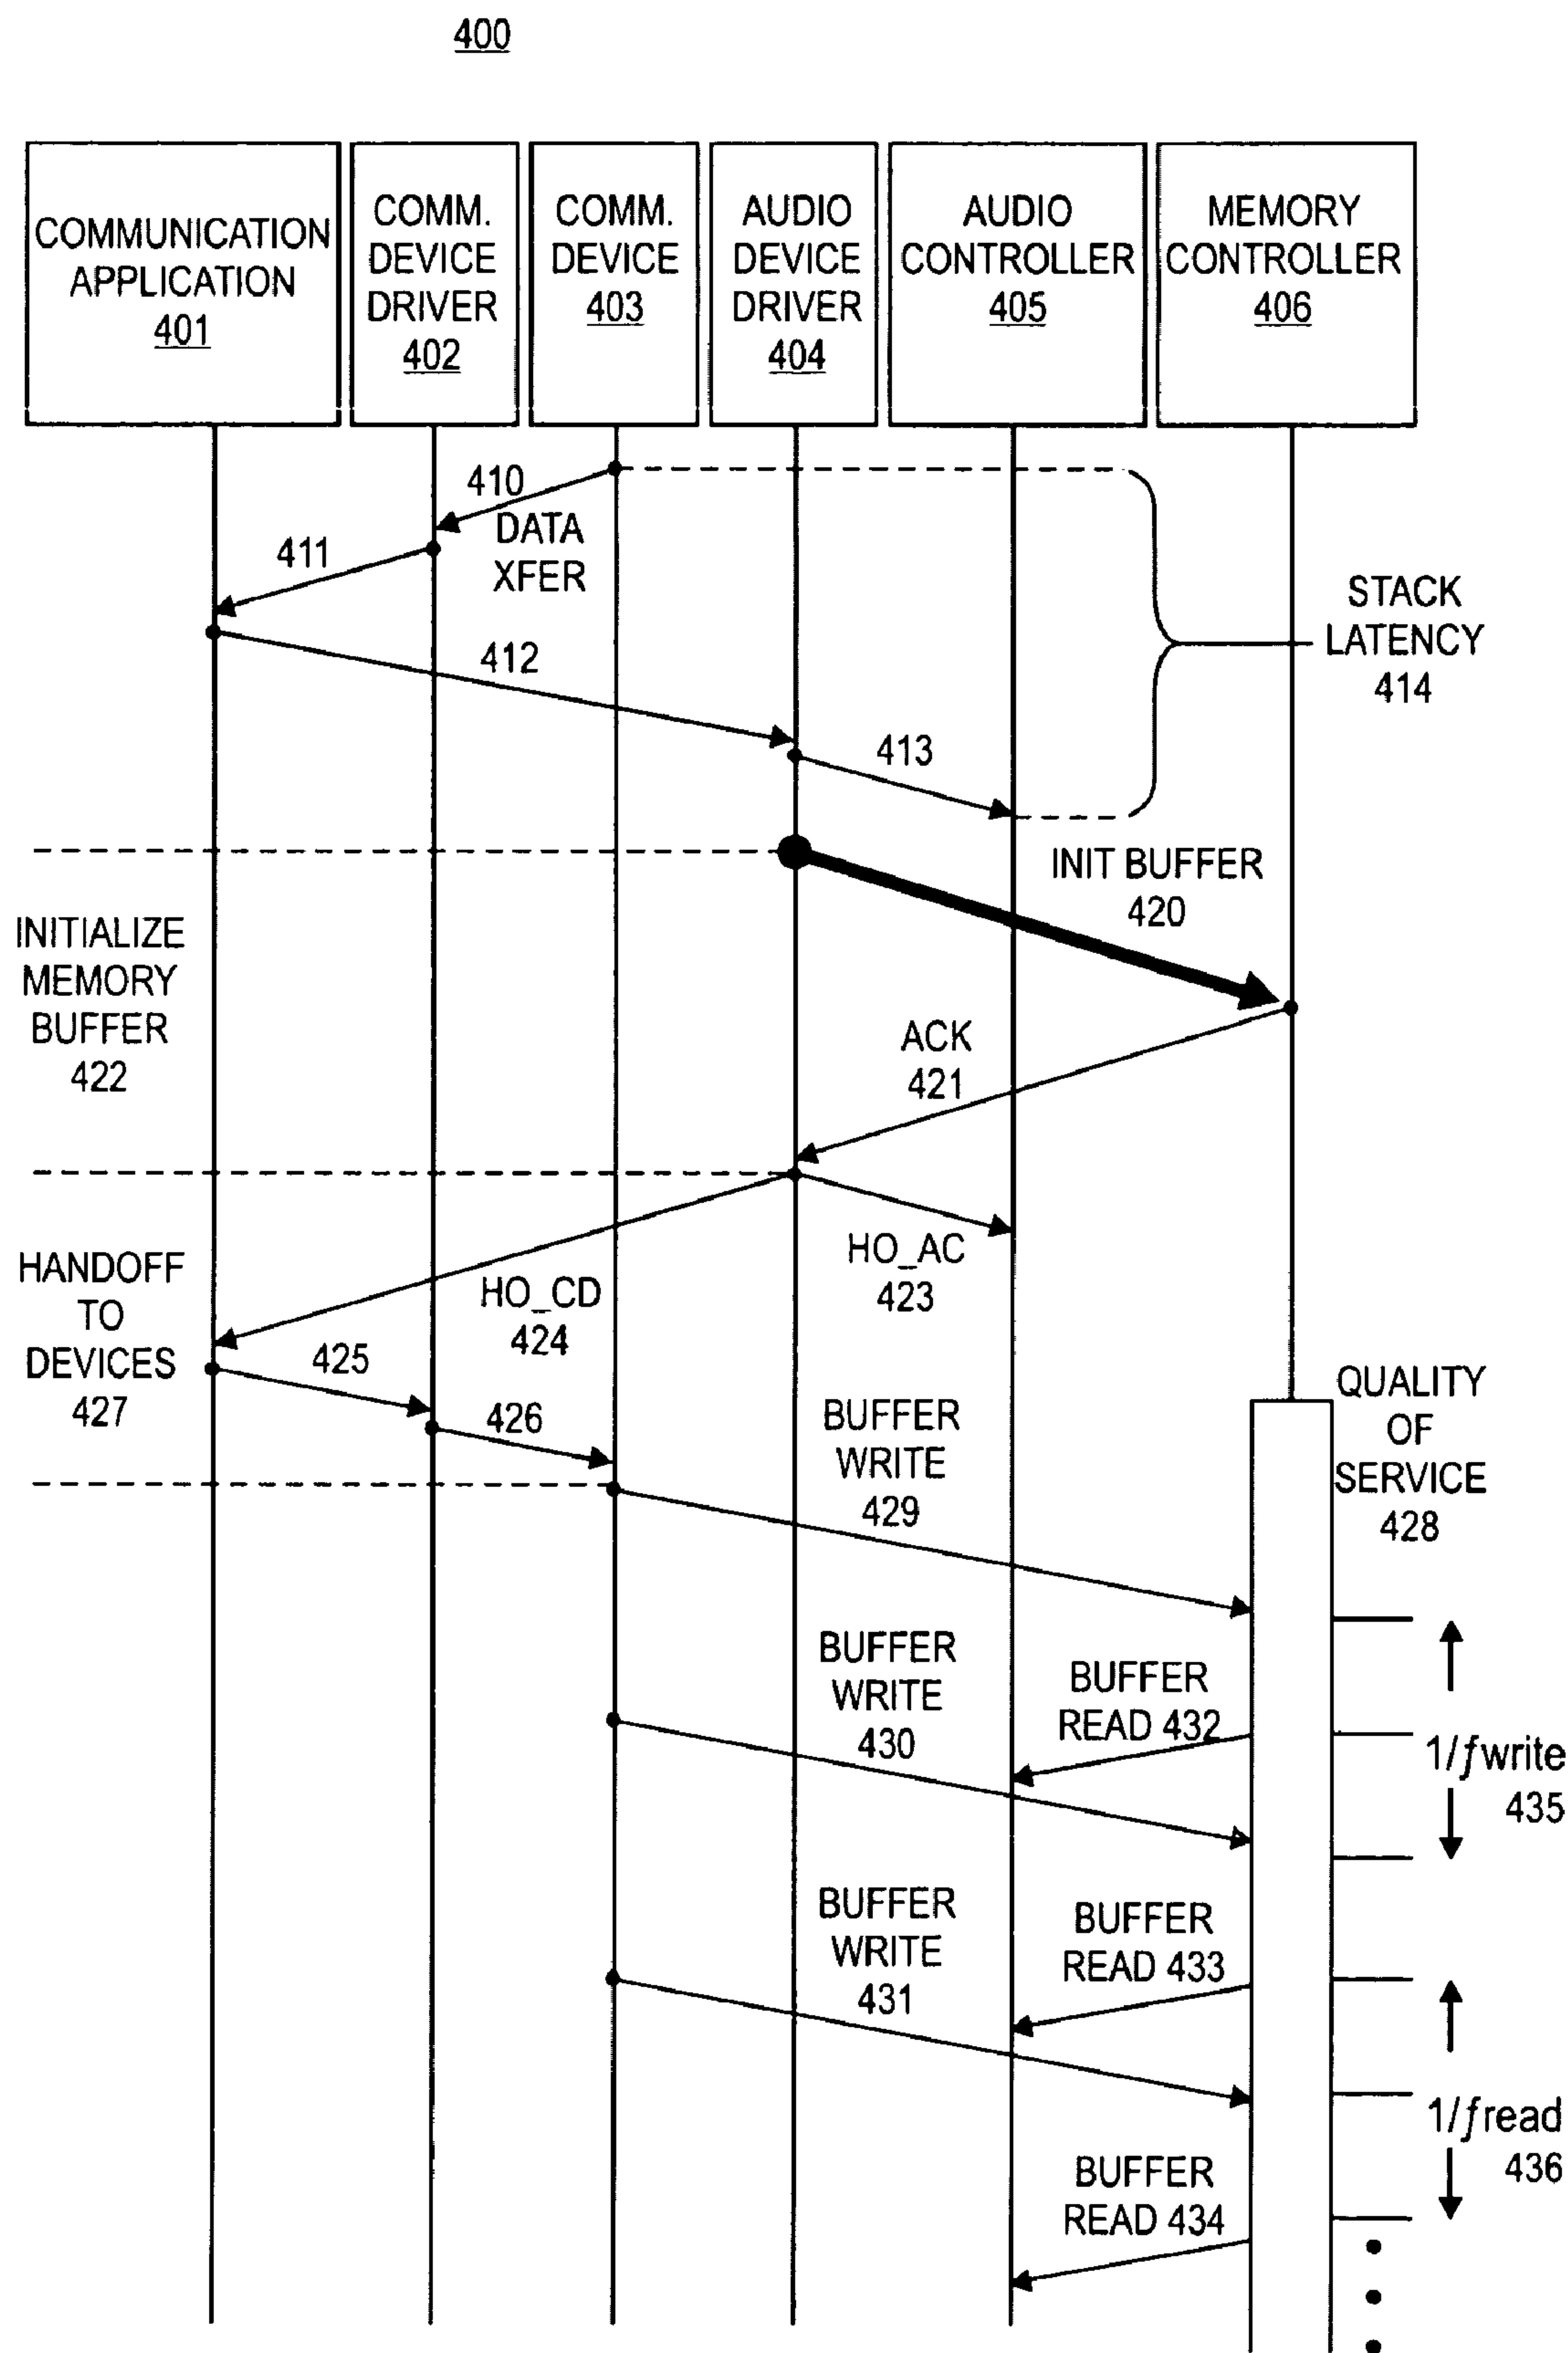 400
COMMUNICATION
APPLICATION
401
COMM.
DEVICE
DRIVER
402
COMM.
DEVICE
403
AUDIO
DEVICE
DRIVER
404
AUDIO
CONTROLLER
405
MEMORY
CONTROLLER
406
410
DATA
XFER
411
412
413
STACK
LATENCY
414
INIT BUFFER
420
INITIALIZE
MEMORY
BUFFER
422
ACK
421
HO_AC
423
HANDOFF
TO
DEVICES
427
HO_CD
424
425
426
QUALITY
OF
SERVICE
428
BUFFER
WRITE
429
BUFFER
WRITE
430
BUFFER
READ 432
1/fwrite
435
BUFFER
WRITE
431
BUFFER
READ 433
1/fread
436
BUFFER
READ 434